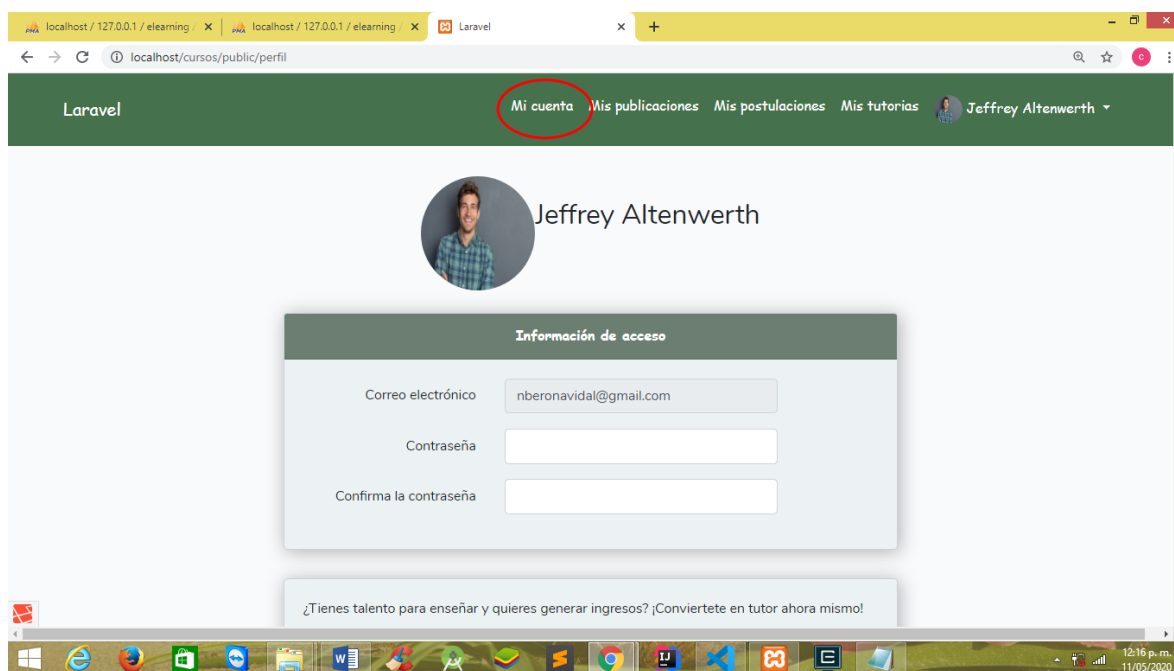 localhost / 127.0.0.1 / elearning / localhost / 127.0.0.1 / elearning / Laravel
localhost/cursos/public/perfil
Laravel Mi cuenta Mis publicaciones Mis postulaciones Mis tutorias Jeffrey Altenwerth
Jeffrey Altenwerth
Información de acceso
Correo electrónico nberonavidal@gmail.com
Contraseña
Confirma la contraseña
¿Tienes talento para enseñar y quieres generar ingresos? ¡Conviertete en tutor ahora mismo!
12:16 p.m.
11/05/20